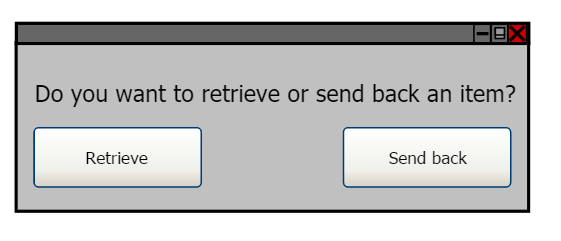 Do you want to retrieve or send back an item?
Retrieve
Send back